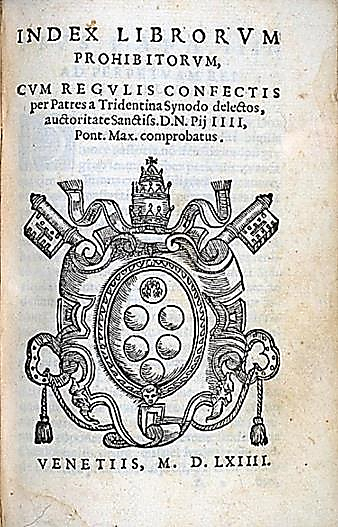 INDEX LIBRORVM
PROHIBITORVM,
CVM REGVLIS CONFECTIS
per Patres a Tridentina Synodo delectos,
auctoritate Sanctiſs. D. N. Pij IIII,
Pont. Max. comprobatus.
VENETIIS, M. D. LXIIII.